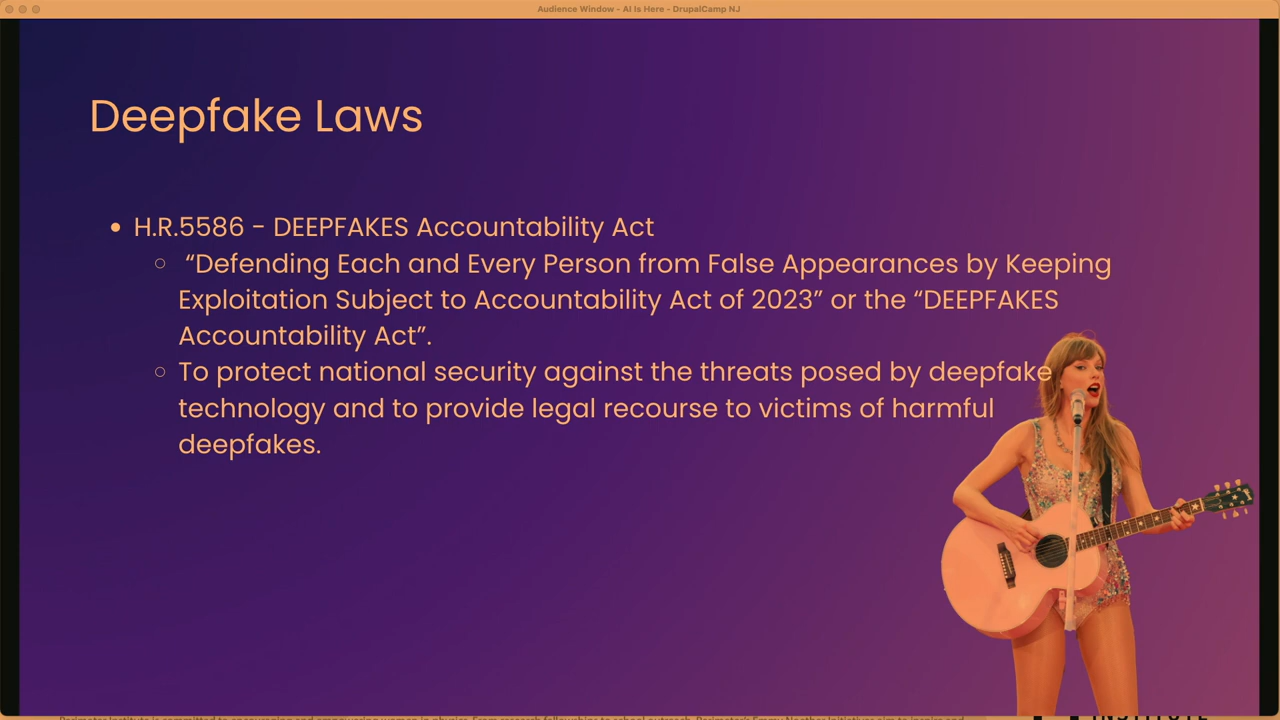 Audience Window - AI Is Here - DrupalCamp NJ
Deepfake Laws
• H.R.5586 - DEEPFAKES Accountability Act
○ “Defending Each and Every Person from False Appearances by Keeping
Exploitation Subject to Accountability Act of 2023” or the “DEEPFAKES
Accountability Act”.
○ To protect national security against the threats posed by deepfake
technology and to provide legal recourse to victims of harmful
deepfakes.
INSTITUTE